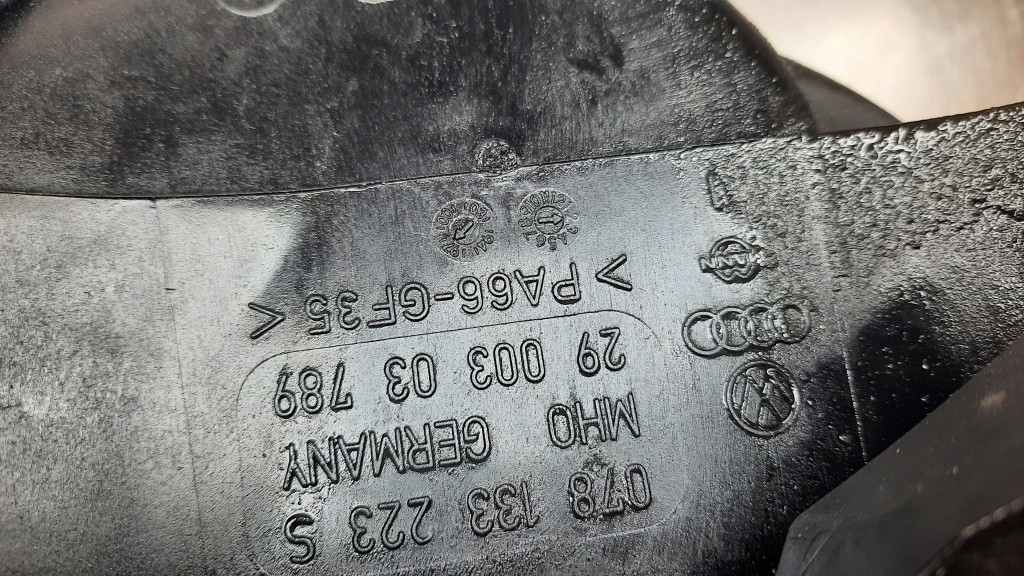 078 133 223 S
MHO GERMANY
29 003 03 789
>PA66-GF35<